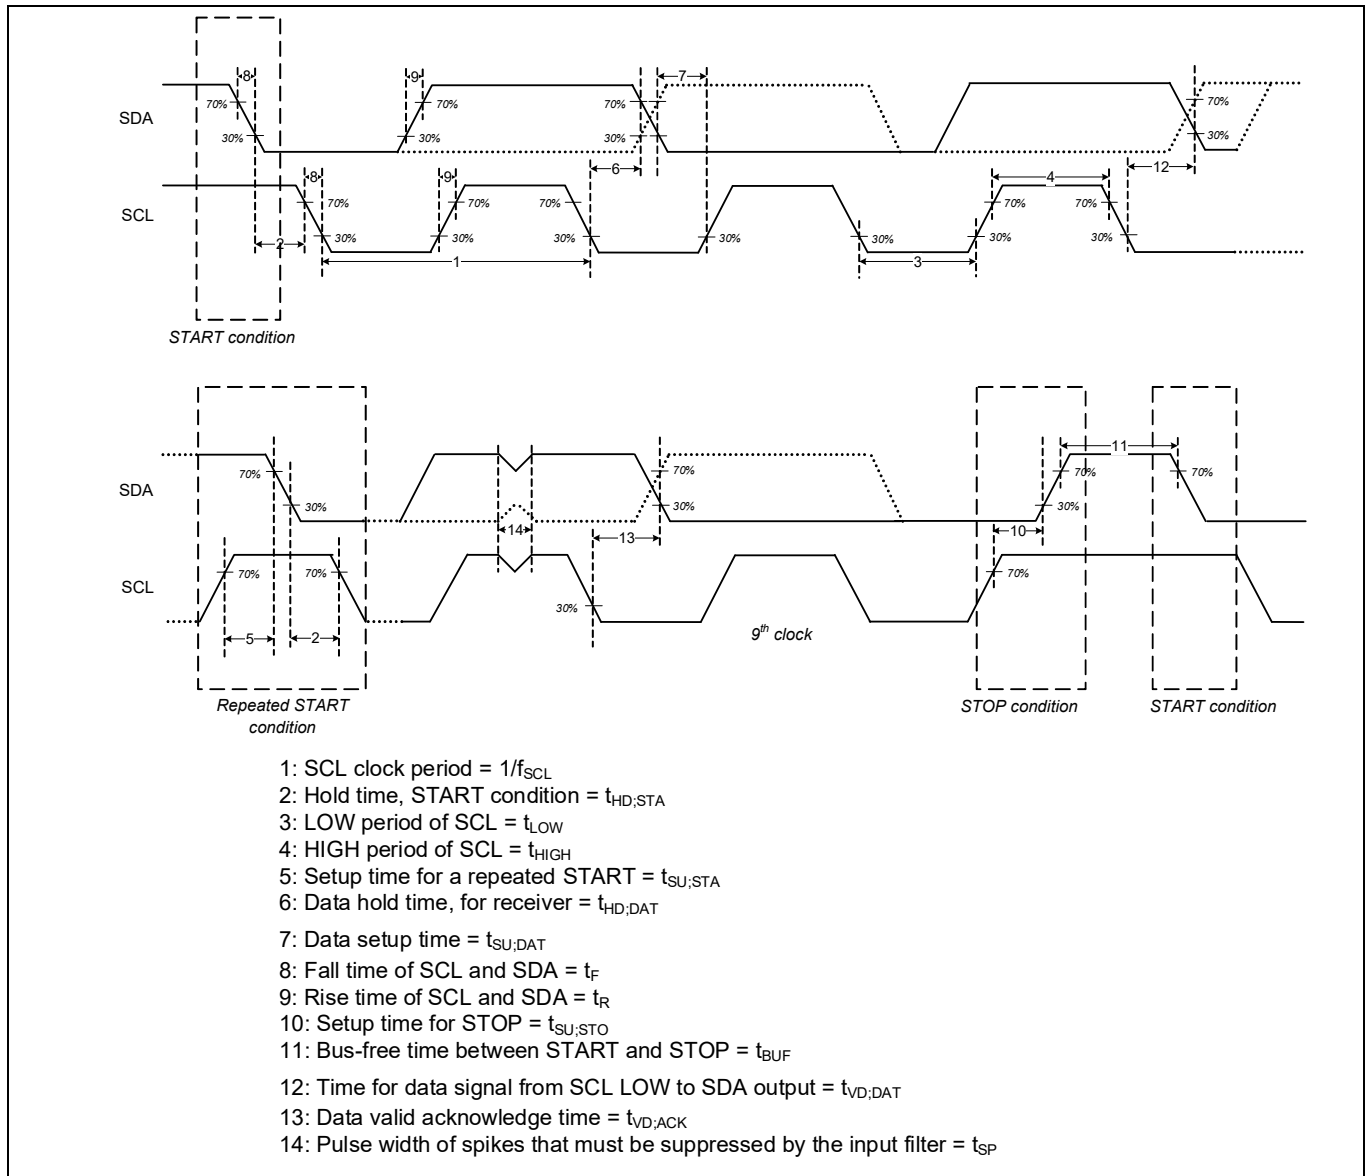 8 9 7
70% 70% 70% 70%
SDA
30% 30% 30% 30%
6 12
8 9 4
70% 70% 70% 70% 70%
SCL
30% 30% 30% 30% 30% 30% 30%
2
1 3
START condition
11
70% 70% 70% 70%
SDA
30% 30% 30%
14 13 10
70% 70% 70%
SCL
30%
5 2 9th clock
Repeated START
condition
STOP condition START condition
1: SCL clock period = 1/fSCL
2: Hold time, START condition = tHD;STA
3: LOW period of SCL = tLOW
4: HIGH period of SCL = tHIGH
5: Setup time for a repeated START = tSU;STA
6: Data hold time, for receiver = tHD;DAT
7: Data setup time = tSU;DAT
8: Fall time of SCL and SDA = tF
9: Rise time of SCL and SDA = tR
10: Setup time for STOP = tSU;STO
11: Bus-free time between START and STOP = tBUF
12: Time for data signal from SCL LOW to SDA output = tVD;DAT
13: Data valid acknowledge time = tVD;ACK
14: Pulse width of spikes that must be suppressed by the input filter = tSP